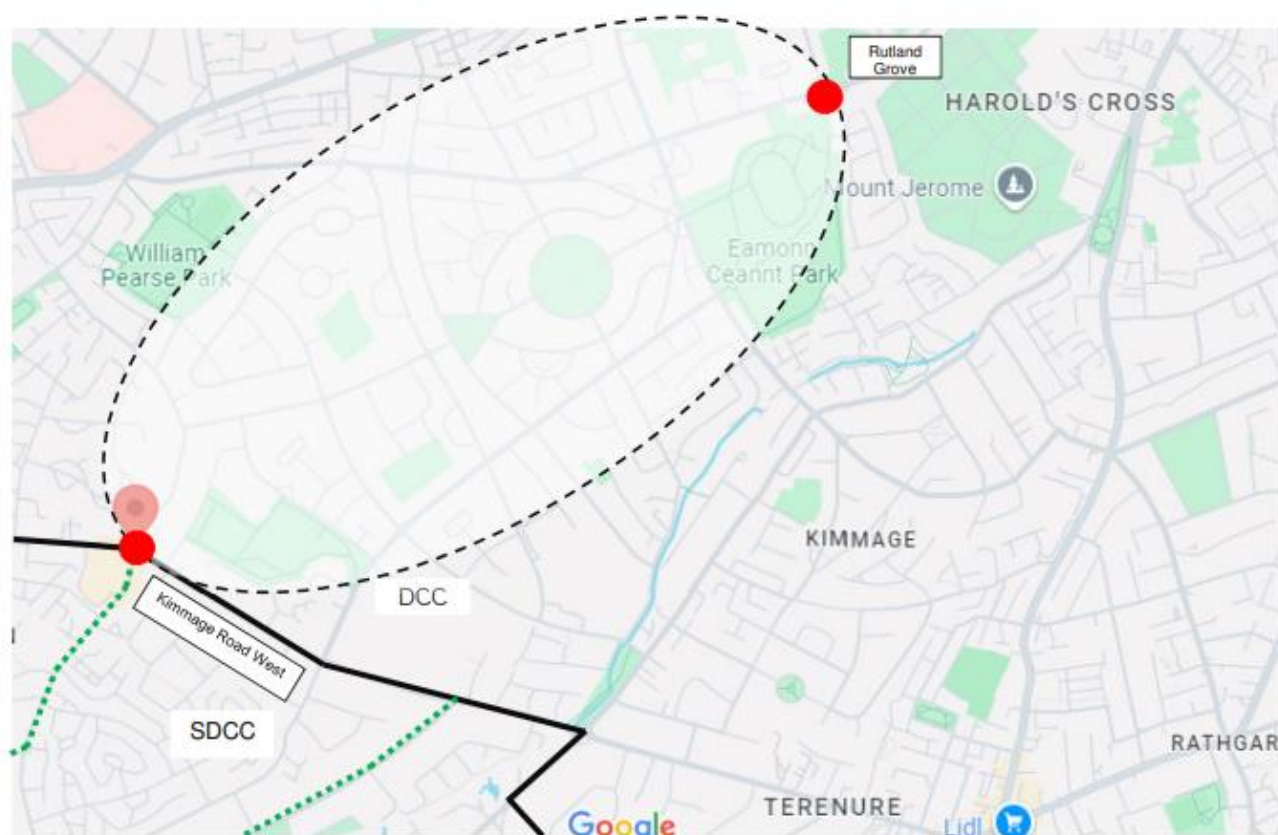 Rutland
Grove
HAROLD'S CROSS
Mount Jerome
William
Pearse Park
Eamonn
Ceannt Park
KIMMAGE
DCC
Kimmage Road West
SDCC
RATHGAR
TERENURE
Google
Lidl